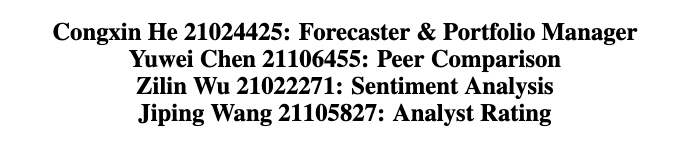 Congxin He 21024425: Forecaster & Portfolio Manager
Yuwei Chen 21106455: Peer Comparison
Zilin Wu 21022271: Sentiment Analysis
Jiping Wang 21105827: Analyst Rating